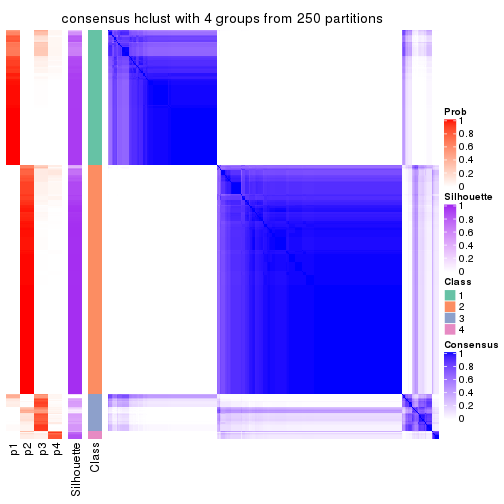 consensus hclust with 4 groups from 250 partitions
Prob
1
0.8
0.6
0.4
0.2
0
Silhouette
1
0.8
0.6
0.4
0.2
0
Class
1
2
3
4
Consensus
1
0.8
0.6
0.4
0.2
0
p1
p2
p3
p4
Silhouette
Class